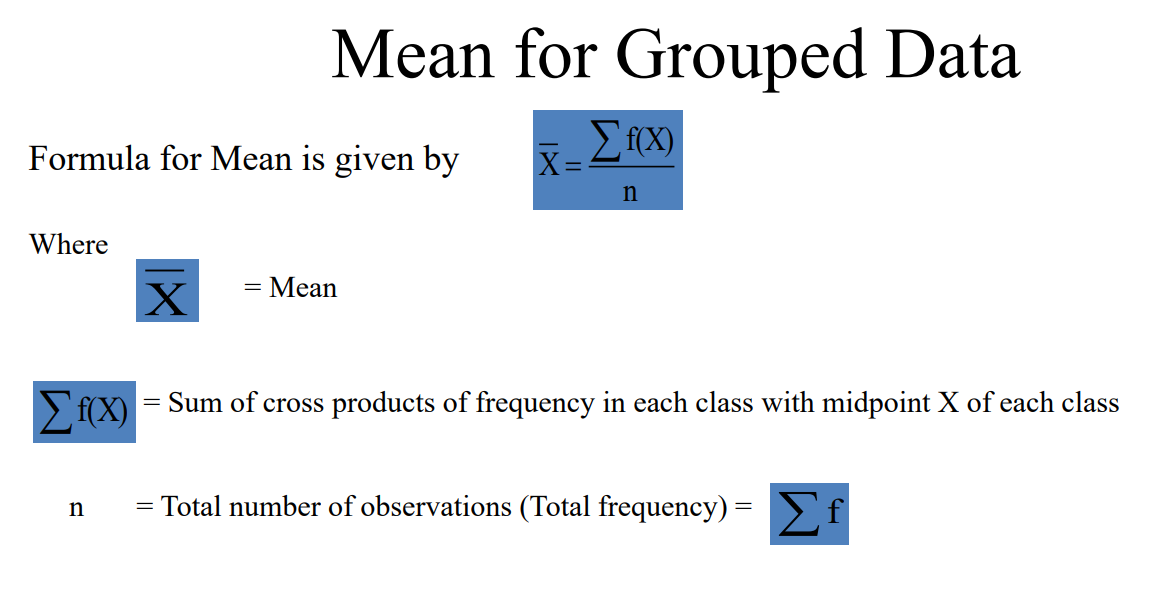 Mean for Grouped Data
Formula for Mean is given by X̅ = ∑ f(X) / n
Where
X̅ = Mean
∑ f(X) = Sum of cross products of frequency in each class with midpoint X of each class
n = Total number of observations (Total frequency) = ∑ f